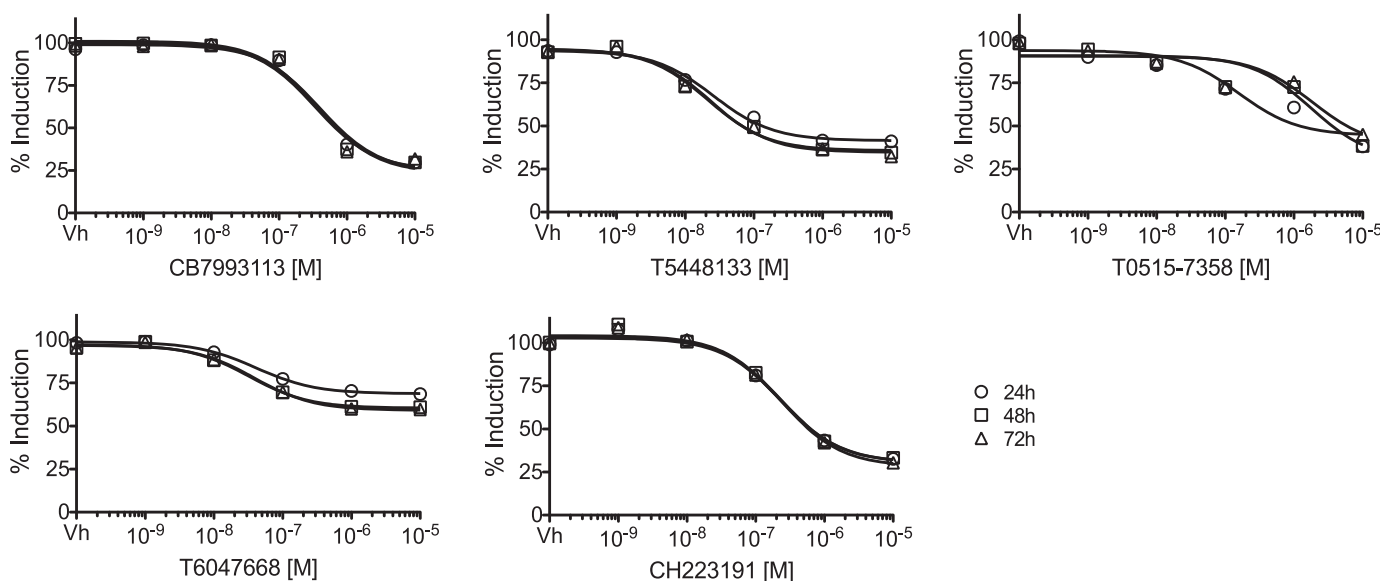 100
75
50
25
0
% Induction
Vh 10⁻⁹ 10⁻⁸ 10⁻⁷ 10⁻⁶ 10⁻⁵
CB7993113 [M]
100
75
50
25
0
% Induction
Vh 10⁻⁹ 10⁻⁸ 10⁻⁷ 10⁻⁶ 10⁻⁵
T5448133 [M]
100
75
50
25
0
% Induction
Vh 10⁻⁹ 10⁻⁸ 10⁻⁷ 10⁻⁶ 10⁻⁵
T0515-7358 [M]
100
75
50
25
0
% Induction
Vh 10⁻⁹ 10⁻⁸ 10⁻⁷ 10⁻⁶ 10⁻⁵
T6047668 [M]
100
75
50
25
0
% Induction
Vh 10⁻⁹ 10⁻⁸ 10⁻⁷ 10⁻⁶ 10⁻⁵
CH223191 [M]
24h
48h
72h